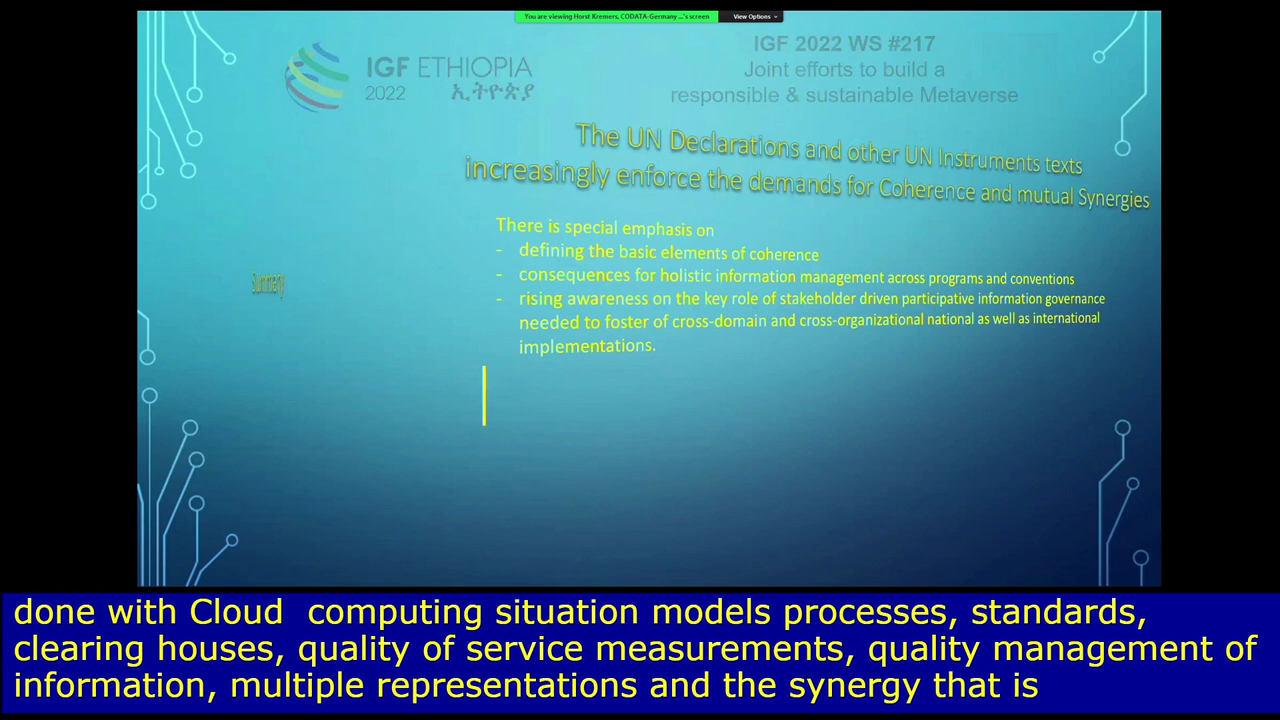 You are viewing Horst Kremers, CODATA-Germany ...'s screen
View Options
IGF ETHIOPIA
2022 ኢትዮጵያ
IGF 2022 WS #217
Joint efforts to build a
responsible & sustainable Metaverse
The UN Declarations and other UN Instruments texts
increasingly enforce the demands for Coherence and mutual Synergies
There is special emphasis on
- defining the basic elements of coherence
- consequences for holistic information management across programs and conventions
- rising awareness on the key role of stakeholder driven participative information governance
needed to foster of cross-domain and cross-organizational national as well as international
implementations.
Summary
done with Cloud  computing situation models processes, standards,
clearing houses, quality of service measurements, quality management of
information, multiple representations and the synergy that is